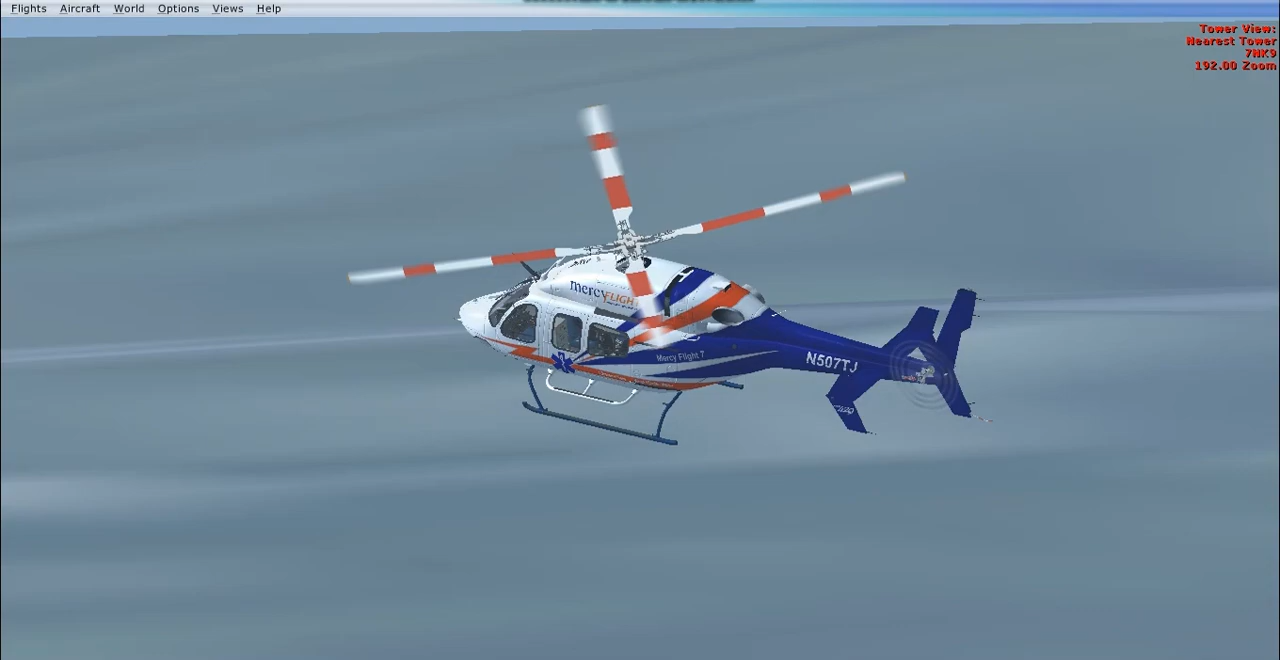 Flights Aircraft World Options Views Help
Tower View:
Nearest Tower
7NK9
192.00 Zoom
mercy FLIGHT
Mercy Flight 7
N507TJ